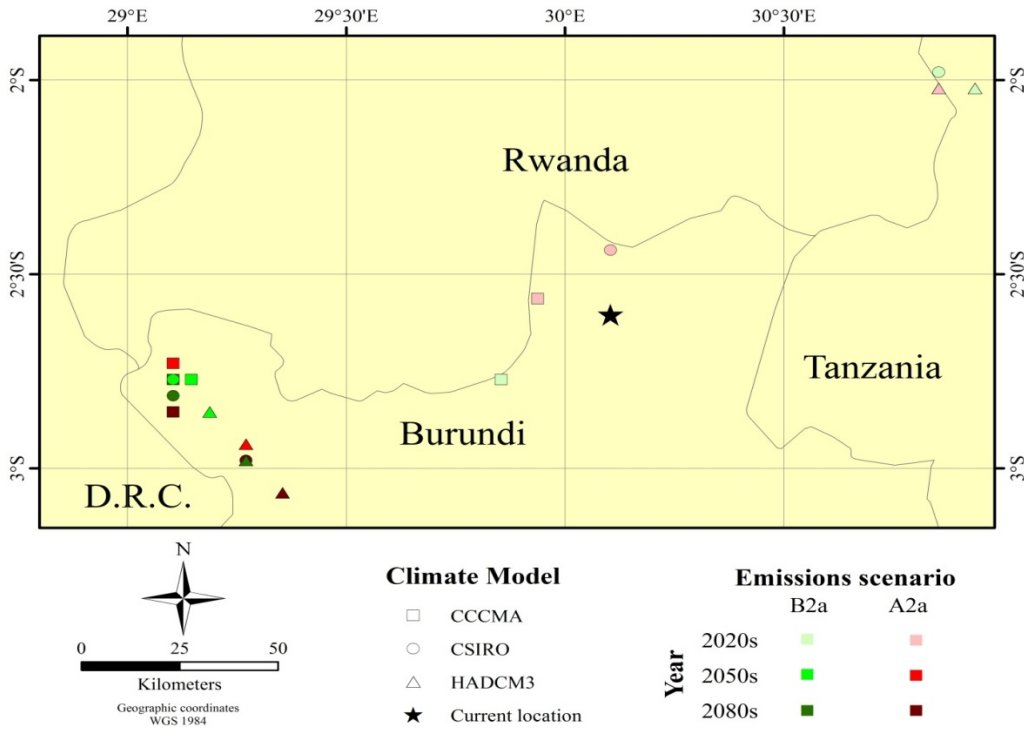 29°E 29°30'E 30°E 30°30'E
2°S 2°S
Rwanda
2°30'S 2°30'S
Tanzania
Burundi
3°S 3°S
D.R.C.
N
0 25 50
Kilometers
Geographic coordinates
WGS 1984
Climate Model
CCCMA
CSIRO
HADCM3
Current location
Emissions scenario
B2a A2a
Year
2020s
2050s
2080s